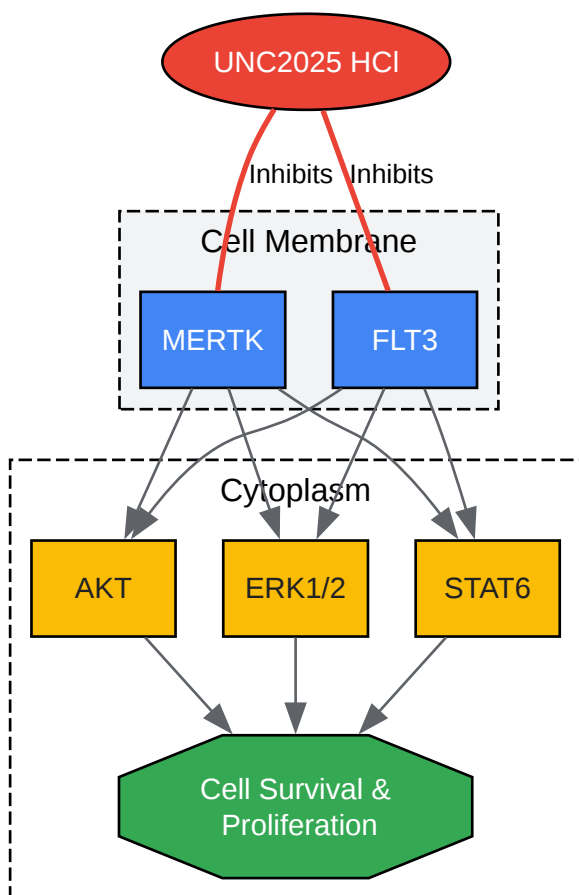 UNC2025 HCl
Inhibits
Inhibits
Cell Membrane
MERTK
FLT3
Cytoplasm
AKT
ERK1/2
STAT6
Cell Survival &
Proliferation